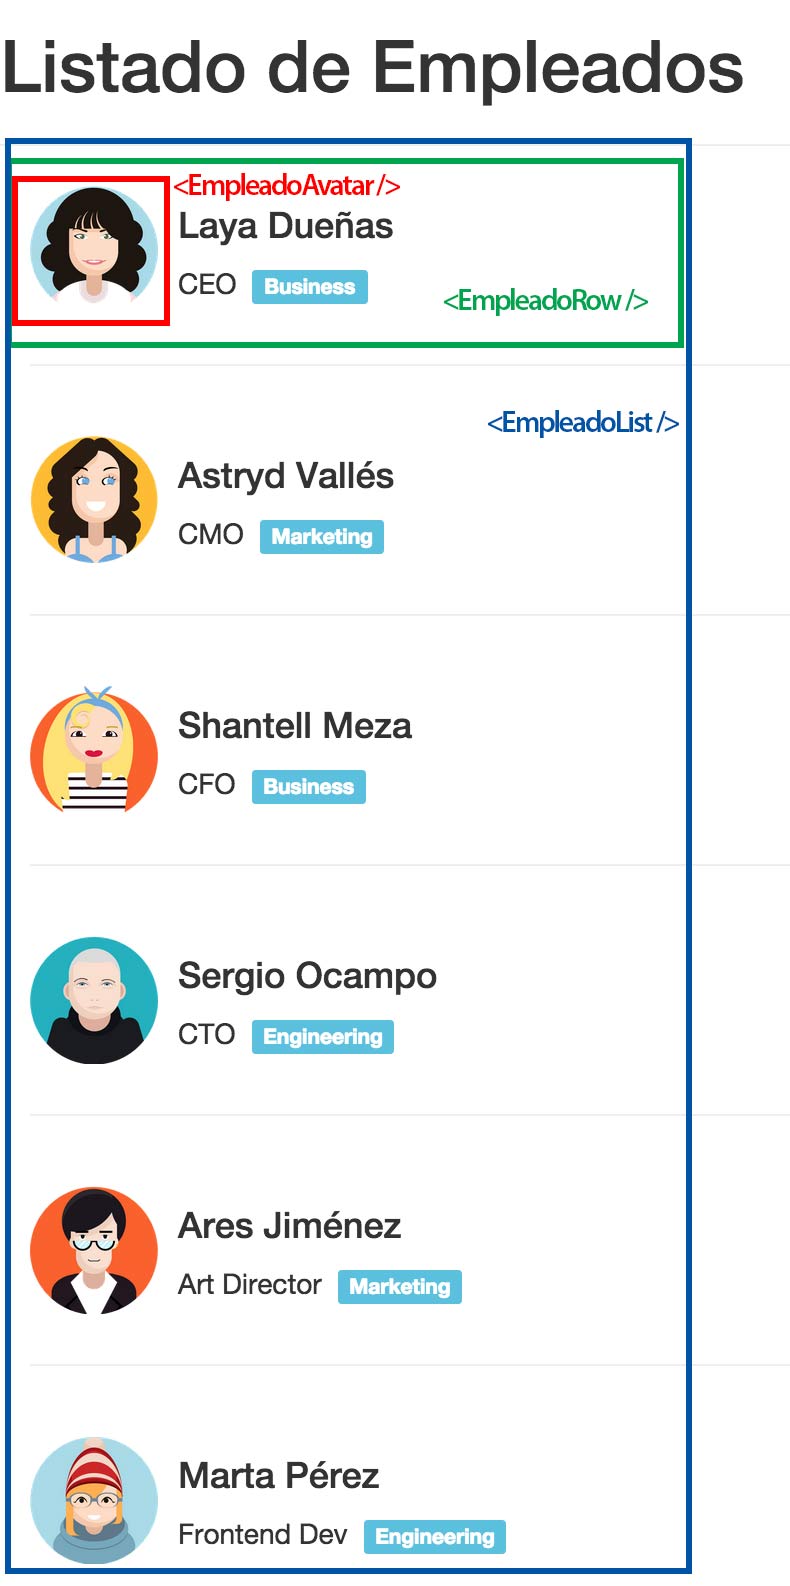 Listado de Empleados
<EmpleadoAvatar />
Laya Dueñas
CEO Business
<EmpleadoRow />
<EmpleadoList />
Astryd Vallés
CMO Marketing
Shantell Meza
CFO Business
Sergio Ocampo
CTO Engineering
Ares Jiménez
Art Director Marketing
Marta Pérez
Frontend Dev Engineering